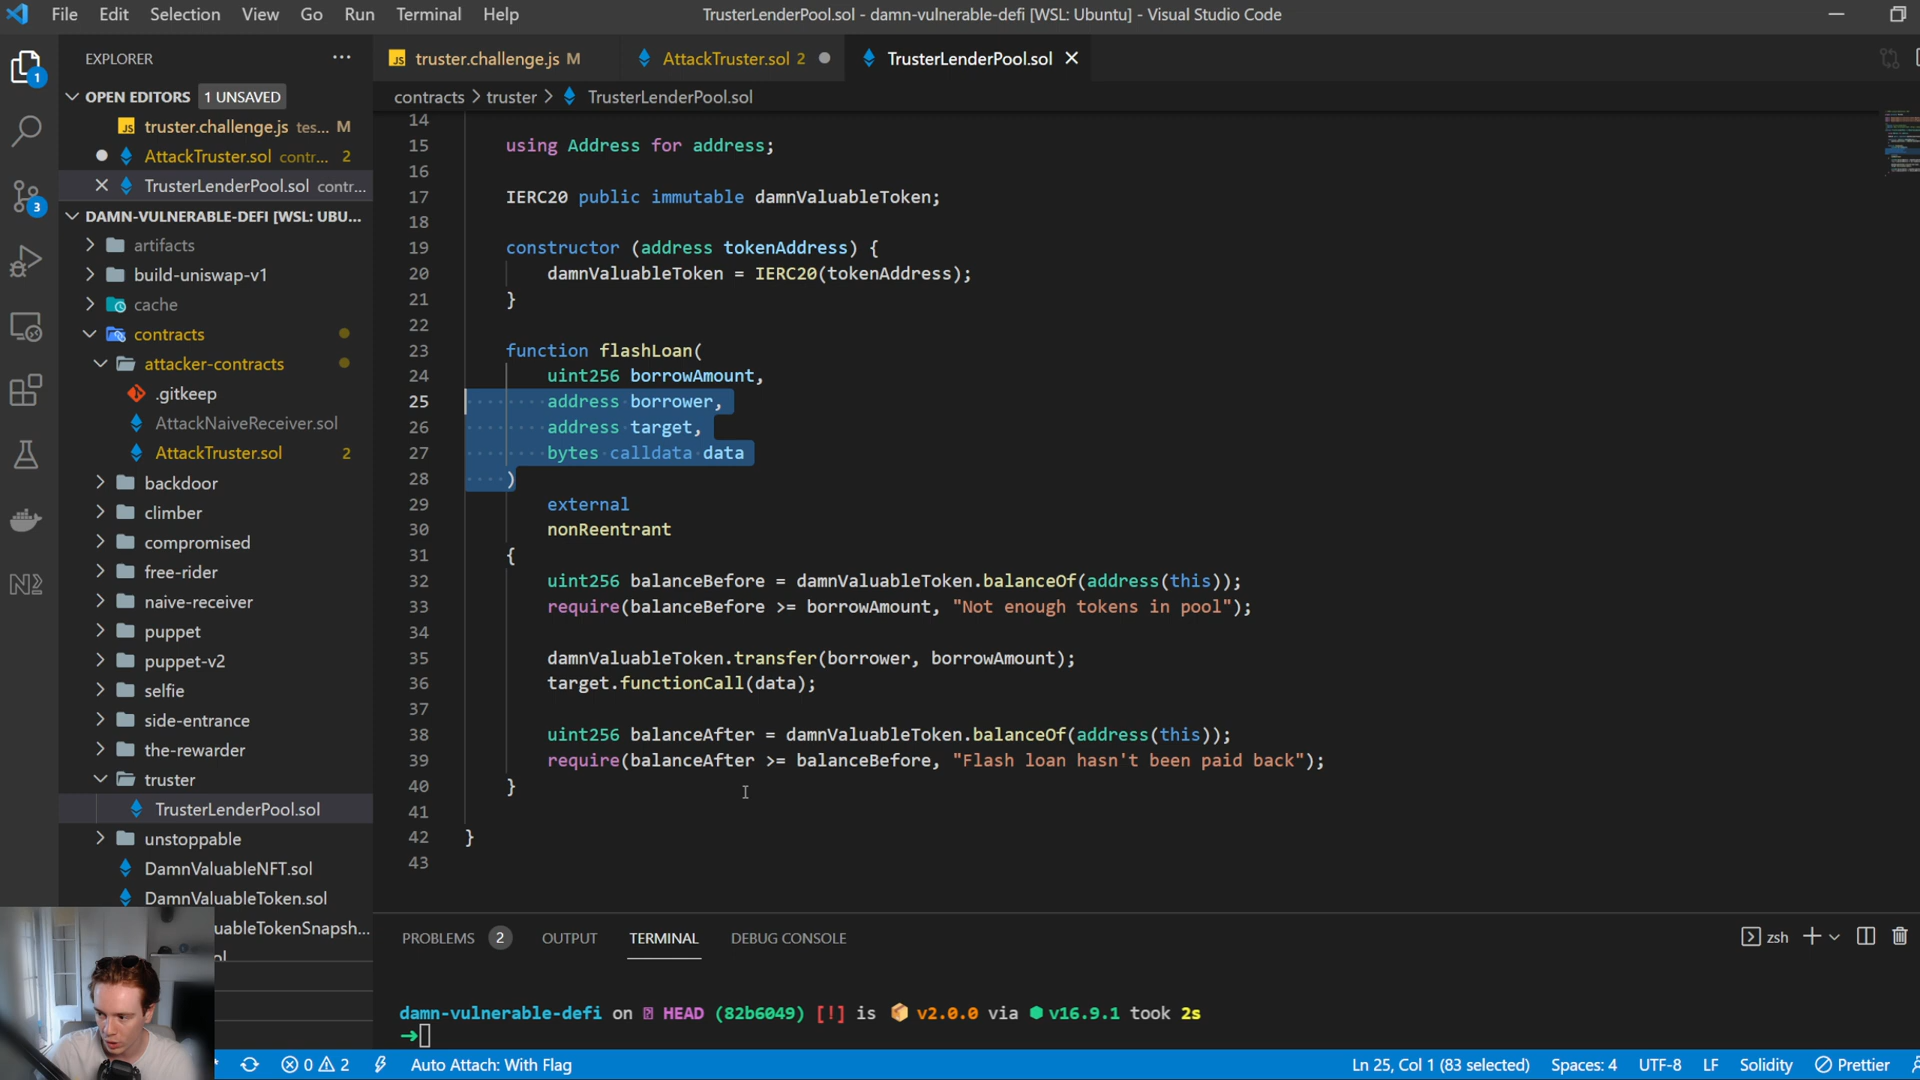 File Edit Selection View Go Run Terminal Help
TrusterLenderPool.sol - damn-vulnerable-defi [WSL: Ubuntu] - Visual Studio Code
EXPLORER ···
JS truster.challenge.js M
AttackTruster.sol 2
TrusterLenderPool.sol
OPEN EDITORS 1 UNSAVED
JS truster.challenge.js tes... M
AttackTruster.sol contr... 2
TrusterLenderPool.sol contr...
DAMN-VULNERABLE-DEFI [WSL: UBU...
artifacts
build-uniswap-v1
cache
contracts
attacker-contracts
.gitkeep
AttackNaiveReceiver.sol
AttackTruster.sol 2
backdoor
climber
compromised
free-rider
naive-receiver
puppet
puppet-v2
selfie
side-entrance
the-rewarder
truster
TrusterLenderPool.sol
unstoppable
DamnValuableNFT.sol
DamnValuableToken.sol
uableTokenSnapsh...
ol
1
3
contracts > truster > TrusterLenderPool.sol
14
15 using Address for address;
16
17 IERC20 public immutable damnValuableToken;
18
19 constructor (address tokenAddress) {
20 damnValuableToken = IERC20(tokenAddress);
21 }
22
23 function flashLoan(
24 uint256 borrowAmount,
25 address borrower,
26 address target,
27 bytes calldata data
28 )
29 external
30 nonReentrant
31 {
32 uint256 balanceBefore = damnValuableToken.balanceOf(address(this));
33 require(balanceBefore >= borrowAmount, "Not enough tokens in pool");
34
35 damnValuableToken.transfer(borrower, borrowAmount);
36 target.functionCall(data);
37
38 uint256 balanceAfter = damnValuableToken.balanceOf(address(this));
39 require(balanceAfter >= balanceBefore, "Flash loan hasn't been paid back");
40 }
41
42 }
43
PROBLEMS 2 OUTPUT TERMINAL DEBUG CONSOLE
zsh
damn-vulnerable-defi on HEAD (82b6049) [!] is v2.0.0 via v16.9.1 took 2s
→
0 2 Auto Attach: With Flag
Ln 25, Col 1 (83 selected) Spaces: 4 UTF-8 LF Solidity Prettier